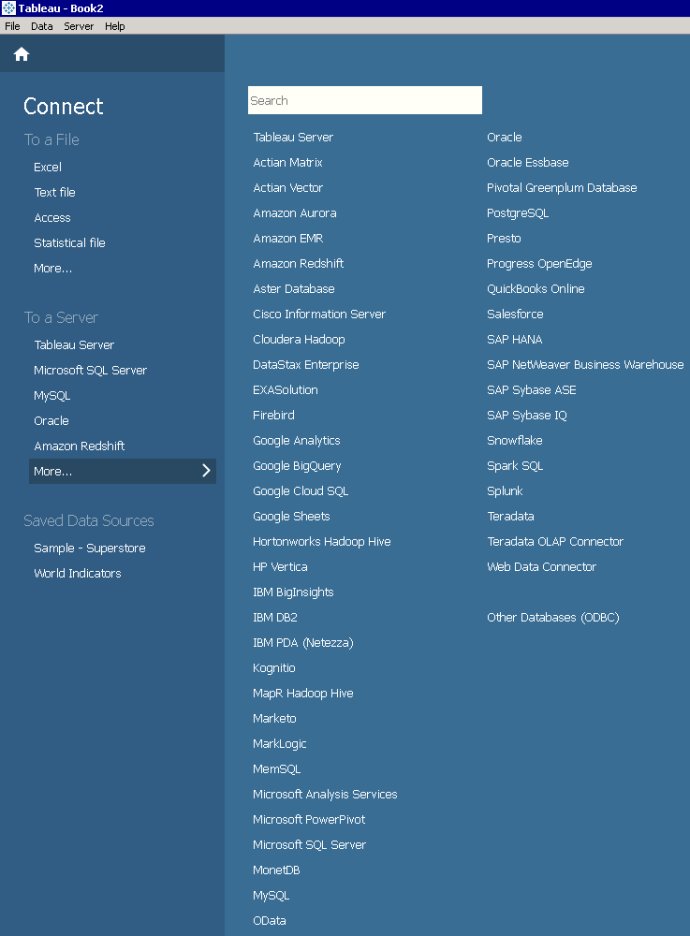 Tableau - Book2
File Data Server Help
Connect
To a File
Excel
Text file
Access
Statistical file
More...
To a Server
Tableau Server
Microsoft SQL Server
MySQL
Oracle
Amazon Redshift
More...
Saved Data Sources
Sample - Superstore
World Indicators
Search
Tableau Server
Actian Matrix
Actian Vector
Amazon Aurora
Amazon EMR
Amazon Redshift
Aster Database
Cisco Information Server
Cloudera Hadoop
DataStax Enterprise
EXASolution
Firebird
Google Analytics
Google BigQuery
Google Cloud SQL
Google Sheets
Hortonworks Hadoop Hive
HP Vertica
IBM BigInsights
IBM DB2
IBM PDA (Netezza)
Kognitio
MapR Hadoop Hive
Marketo
MarkLogic
MemSQL
Microsoft Analysis Services
Microsoft PowerPivot
Microsoft SQL Server
MonetDB
MySQL
OData
Oracle
Oracle Essbase
Pivotal Greenplum Database
PostgreSQL
Presto
Progress OpenEdge
QuickBooks Online
Salesforce
SAP HANA
SAP NetWeaver Business Warehouse
SAP Sybase ASE
SAP Sybase IQ
Snowflake
Spark SQL
Splunk
Teradata
Teradata OLAP Connector
Web Data Connector
Other Databases (ODBC)